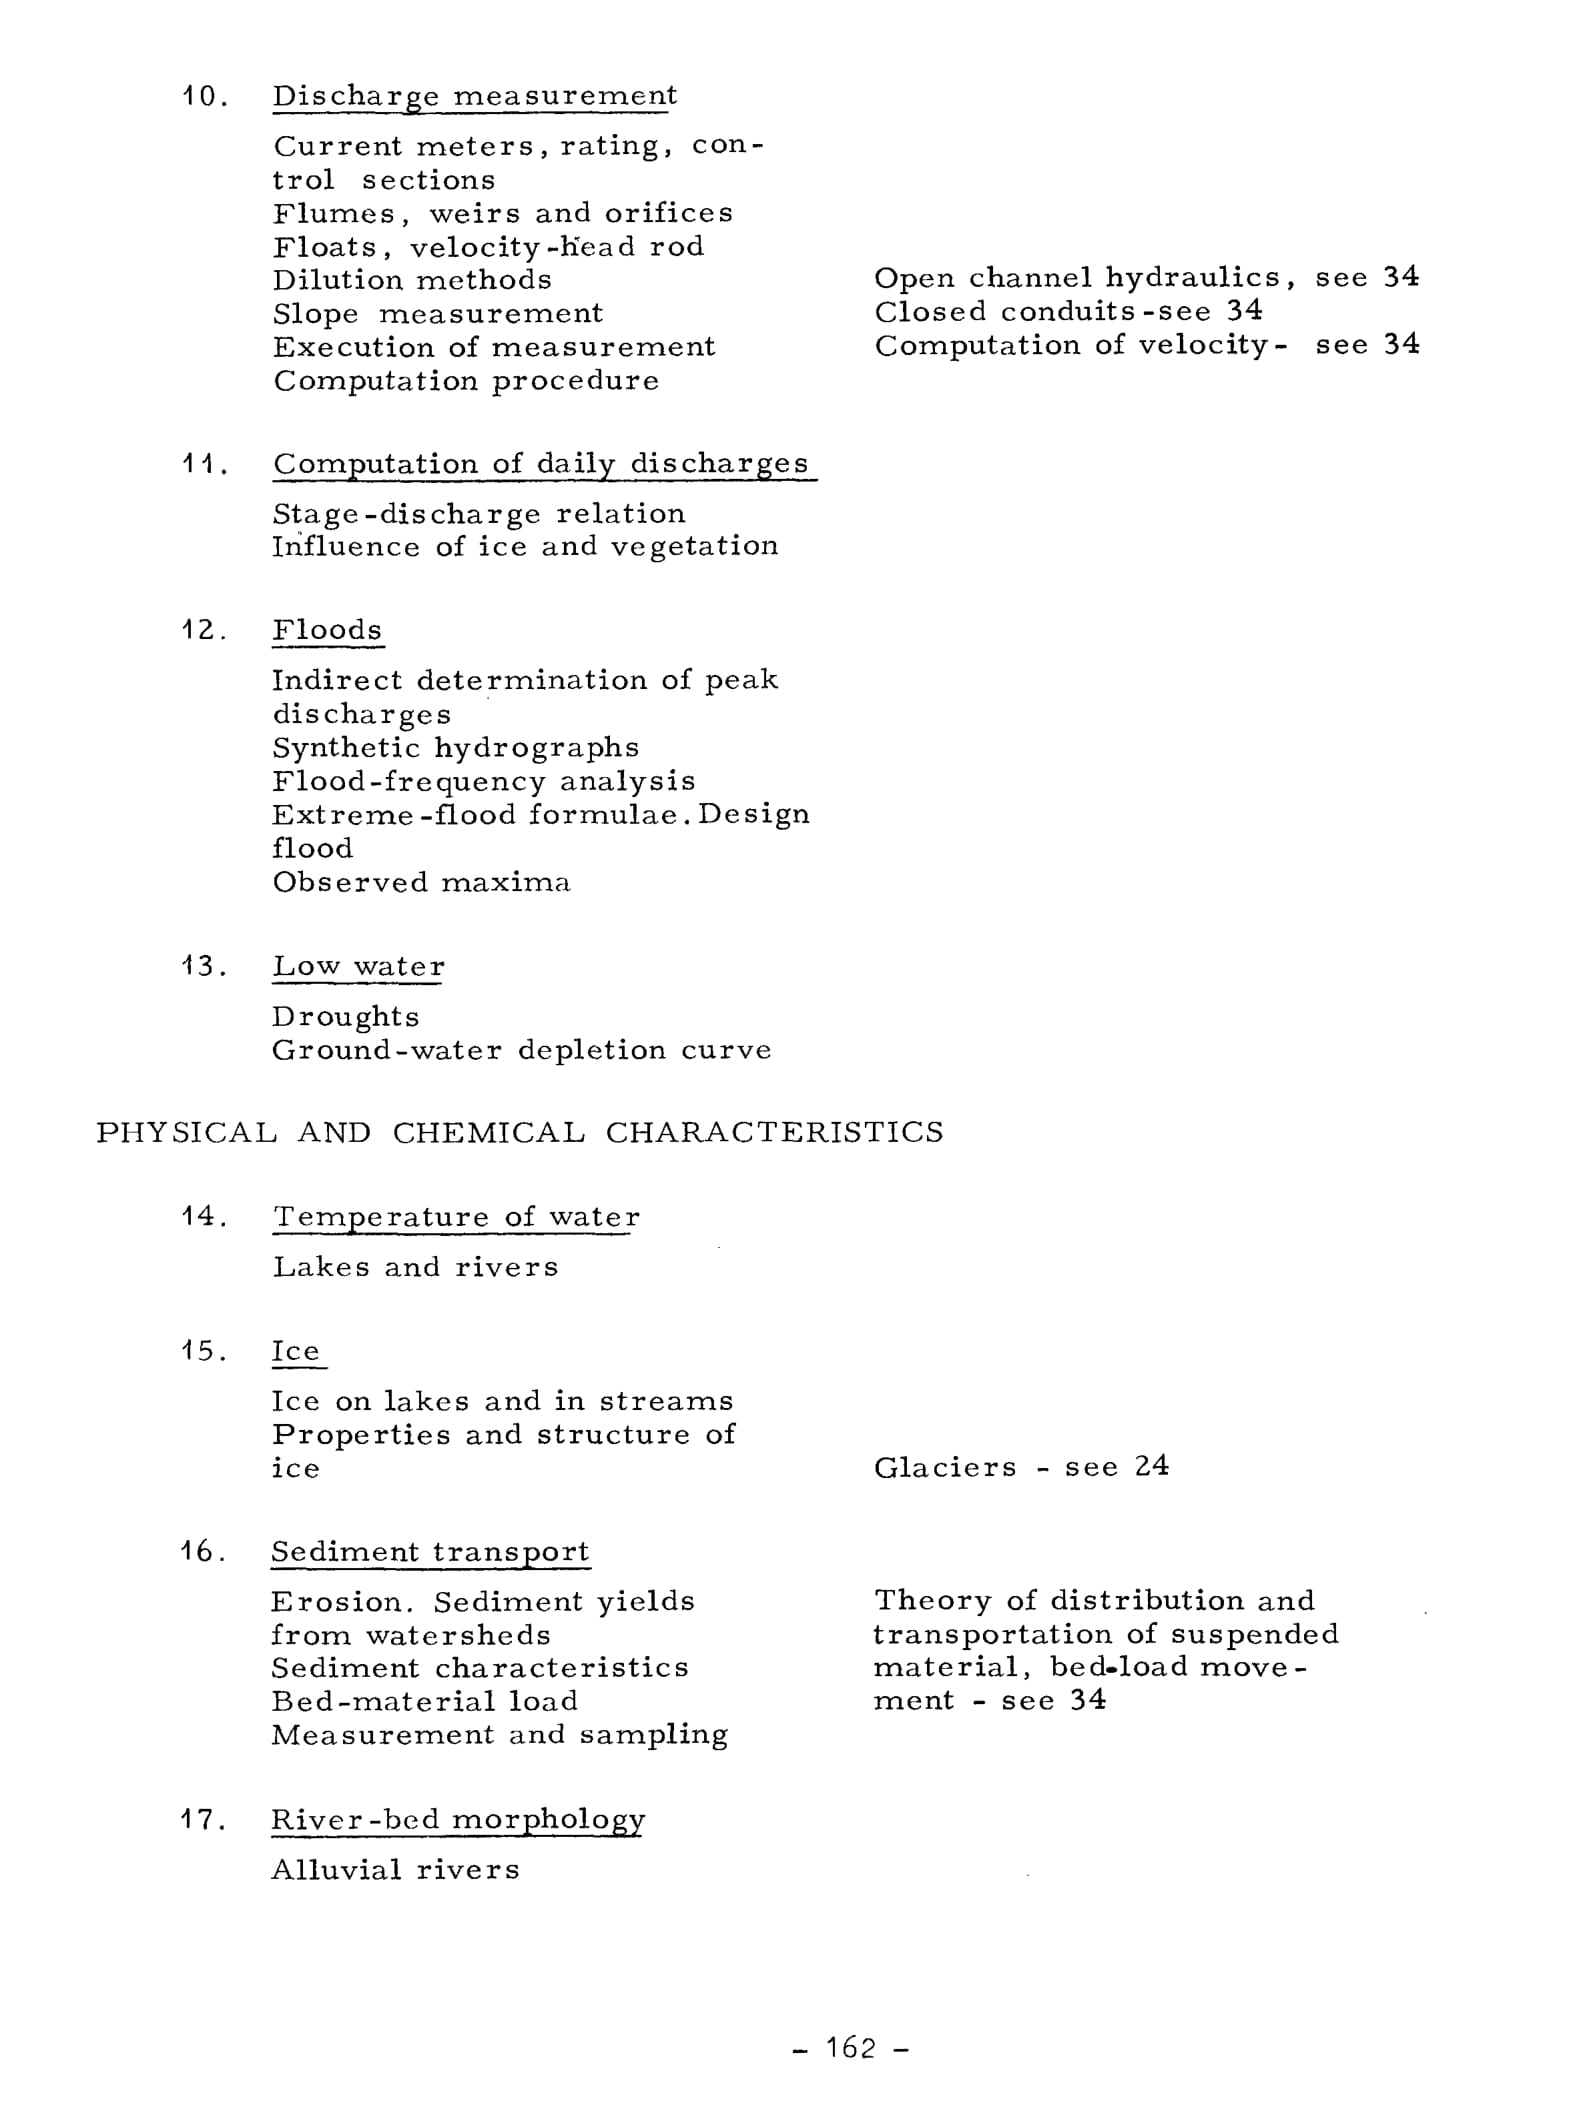 10. Discharge measurement
Current meters, rating, con-
trol sections
Flumes, weirs and orifices
Floats, velocity-head rod
Dilution methods
Slope measurement
Execution of measurement
Computation procedure
Open channel hydraulics, see 34
Closed conduits-see 34
Computation of velocity- see 34
11. Computation of daily discharges
Stage-discharge relation
Influence of ice and vegetation
12. Floods
Indirect determination of peak
discharges
Synthetic hydrographs
Flood-frequency analysis
Extreme-flood formulae. Design
flood
Observed maxima
13. Low water
Droughts
Ground-water depletion curve
PHYSICAL AND CHEMICAL CHARACTERISTICS
14. Temperature of water
Lakes and rivers
15. Ice
Ice on lakes and in streams
Properties and structure of
ice
Glaciers - see 24
16. Sediment transport
Erosion. Sediment yields
from watersheds
Sediment characteristics
Bed-material load
Measurement and sampling
Theory of distribution and
transportation of suspended
material, bed-load move-
ment - see 34
17. River-bed morphology
Alluvial rivers
- 162 -